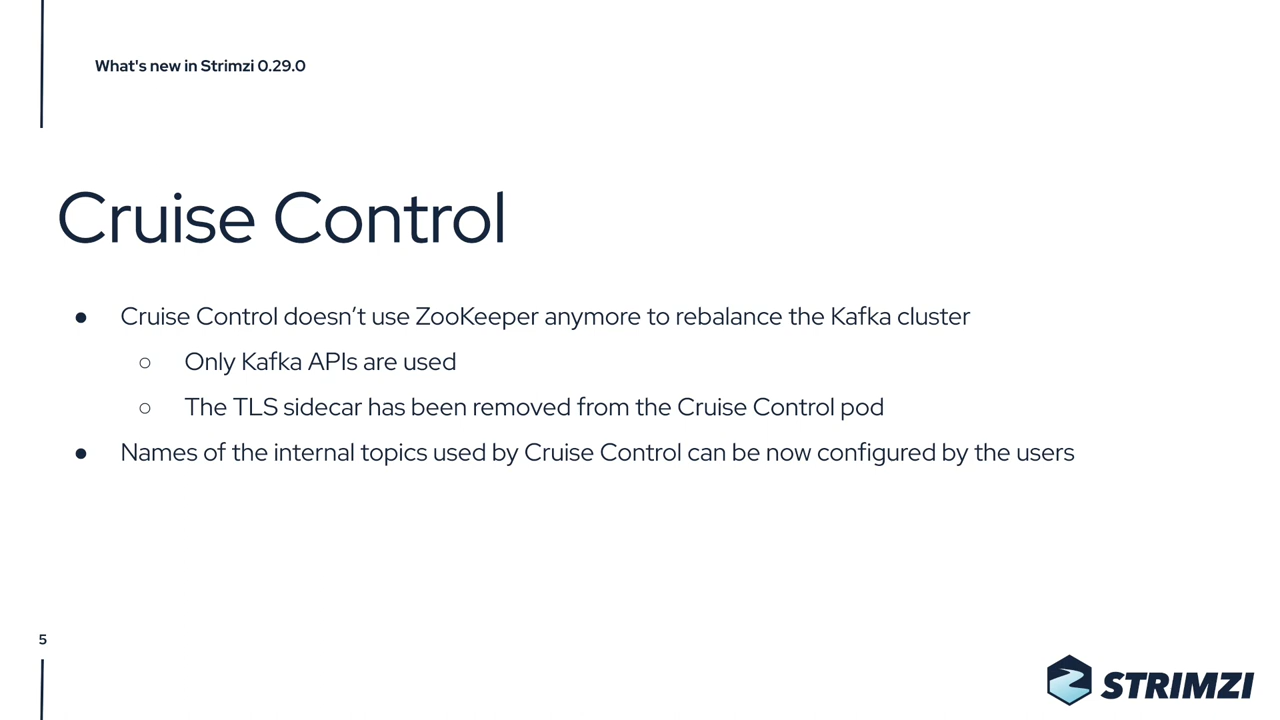 What's new in Strimzi 0.29.0
Cruise Control
● Cruise Control doesn’t use ZooKeeper anymore to rebalance the Kafka cluster
○ Only Kafka APIs are used
○ The TLS sidecar has been removed from the Cruise Control pod
● Names of the internal topics used by Cruise Control can be now configured by the users
5
STRIMZI